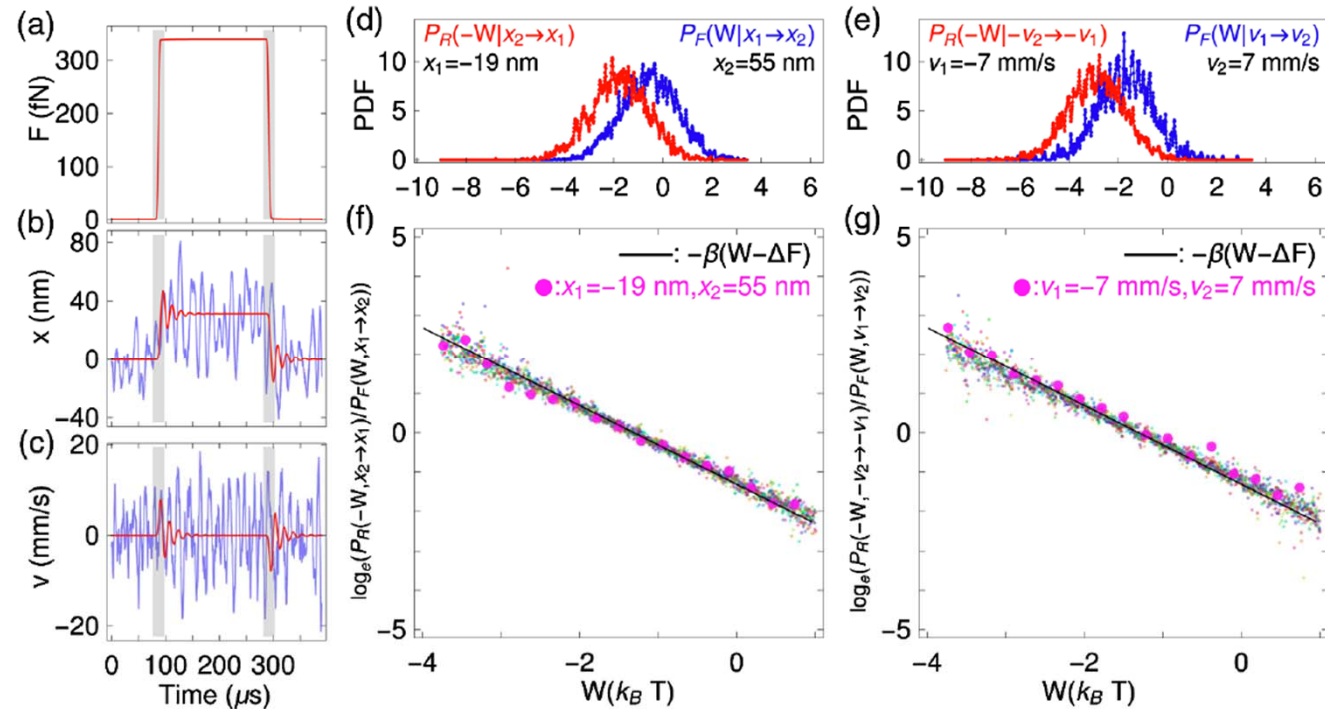 (a)
F (fN)
300
200
100
0
(b)
x (nm)
80
40
0
−40
(c)
v (mm/s)
20
0
−20
0 100 200 300
Time (μs)
(d)
P_R(-W|x₂→x₁) P_F(W|x₁→x₂)
x₁=−19 nm x₂=55 nm
PDF
10
5
0
−10 −8 −6 −4 −2 0 2 4 6
(e)
P_R(-W|-v₂→-v₁) P_F(W|v₁→v₂)
v₁=−7 mm/s v₂=7 mm/s
PDF
10
5
0
−10 −8 −6 −4 −2 0 2 4 6
(f)
log_e(P_R(-W,x₂→x₁)/P_F(W,x₁→x₂))
5
0
−5
: −β(W−ΔF)
:x₁=−19 nm,x₂=55 nm
−4 −2 0
W(k_B T)
(g)
log_e(P_R(-W,-v₂→-v₁)/P_F(W,v₁→v₂))
5
0
−5
: −β(W−ΔF)
:v₁=−7 mm/s,v₂=7 mm/s
−4 −2 0
W(k_B T)